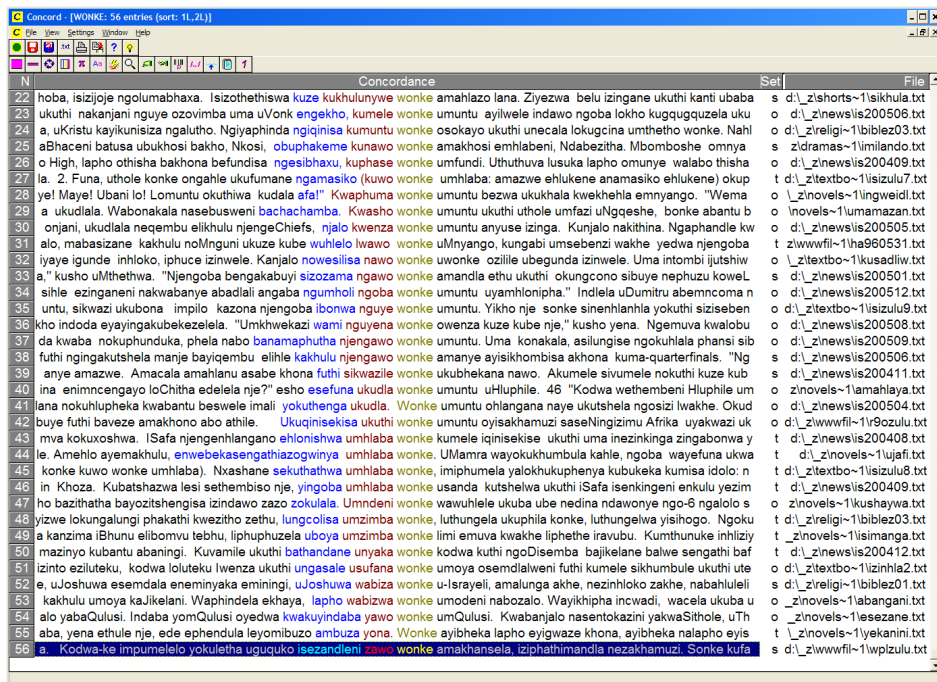 Concord - [WONKE: 56 entries (sort: 1L,2L)]
File View Settings Window Help
N Concordance Set File
22 hoba, isizijoje ngolumabhaxa. Isizothethiswa kuze kukhulunywe wonke amahlazo lana. Ziyezwa belu izingane ukuthi kanti ubaba s d:\_z\shorts~1\sikhula.txt
23 ukuthi nakanjani nguye ozovimba uma uVonk engekho, kumele wonke umuntu ayilwele indawo ngoba lokho kugqugquzela uku o d:\_z\news\is200506.txt
24 a, uKristu kayikunisiza ngalutho. Ngiyaphinda ngiqinisa kumuntu wonke osokayo ukuthi unecala lokugcina umthetho wonke. Nahl o d:\_z\religi~1\biblez03.txt
25 aBhaceni batusa ubukhosi bakho, Nkosi, obuphakeme kunawo wonke amakhosi emhlabeni, Ndabezitha. Mbomboshe omnya s z\dramas~1\imilando.txt
26 o High, lapho othisha bakhona befundisa ngesibhaxu, kuphase wonke umfundi. Uthuthuva lusuka lapho omunye walabo thisha o d:\_z\news\is200409.txt
27 la. 2. Funa, uthole konke ongahle ukufumane ngamasiko (kuwo wonke umhlaba: amazwe ehlukene anamasiko ehlukene) okup t d:\_z\textbo~1\isizulu7.txt
28 ye! Maye! Ubani lo! Lomuntu okuthiwa kudala afa!" Kwaphuma wonke umuntu bezwa ukukhala kwekhehla emnyango. "Wema o \_z\novels~1\ingweidl.txt
29 a ukudlala. Wabonakala nasebusweni bachachamba. Kwasho wonke umuntu ukuthi uthole umfazi uNgqeshe, bonke abantu b o \novels~1\umamazan.txt
30 onjani, ukudlala neqembu elikhulu njengeChiefs, njalo kwenza wonke umuntu anyuse izinga. Kunjalo nakithina. Ngaphandle kw o d:\_z\news\is200505.txt
31 alo, mabasizane kakhulu noMnguni ukuze kube wuhlelo lwawo wonke uMnyango, kungabi umsebenzi wakhe yedwa njengoba t z\wwwfil~1\ha960531.txt
32 iyaye igunde inhloko, iphuce izinwele. Kanjalo nowesilisa nawo wonke uwonke ozilile ubegunda izinwele. Uma intombi ijutshiw o \_z\textbo~1\kusadliw.txt
33 a," kusho uMthethwa. "Njengoba bengakabuyi sizozama ngawo wonke amandla ethu ukuthi okungcono sibuye nephuzu koweL s d:\_z\news\is200501.txt
34 sihle ezinganeni nakwabanye abadlali angaba ngumholi ngoba wonke umuntu uyamhlonipha." Indlela uDumitru abemncoma n o d:\_z\news\is200512.txt
35 untu, sikwazi ukubona impilo kazona njengoba ibonwa nguye wonke umuntu. Yikho nje sonke sinenhlanhla yokuthi siziseben o d:\_z\textbo~1\isizulu9.txt
36 kho indoda eyayingakubekezelela. "Umkhwekazi wami nguyena wonke owenza kuze kube nje," kusho yena. Ngemuva kwalobu o d:\_z\news\is200508.txt
37 da kwaba nokuphunduka, phela nabo banamaphutha njengawo wonke umuntu. Uma konakala, asilungise ngokuhlala phansi sib o d:\_z\news\is200509.txt
38 futhi ningakutshela manje bayiqembu elihle kakhulu njengawo wonke amanye ayisikhombisa akhona kuma-quarterfinals. "Ng s d:\_z\news\is200506.txt
39 anye amazwe. Amacala amahlanu asabe khona futhi sikwazile wonke ukubhekana nawo. Akumele sivumele nokuthi kuze kub s d:\_z\news\is200411.txt
40 ina enimcengayo loChitha edelela nje?" esho esefuna ukudla wonke umuntu uHluphile. 46 "Kodwa wethembeni Hluphile um o z\novels~1\amahlaya.txt
41 lana nokuhlupheka kwabantu beswele imali yokuthenga ukudla. Wonke umuntu ohlangana naye ukutshela ngosizi lwakhe. Okud o d:\_z\news\is200504.txt
42 buye futhi baveze amakhono abo athile. Ukuqinisekisa ukuthi wonke umuntu oyisakhamuzi saseNingizimu Afrika uyakwazi uk o d:\_z\wwwfil~1\r9ozulu.txt
43 mva kokuxoshwa. ISafa njengenhlangano ehlonishwa umhlaba wonke kumele iqinisekise ukuthi uma inezinkinga zingabonwa y t d:\_z\news\is200408.txt
44 le. Amehlo ayemakhulu, enwebekasengathiazogwinya umhlaba wonke. UMamra wayokukhumbula kahle, ngoba wayefuna ukwa t d:\_z\novels~1\ujafi.txt
45 konke kuwo wonke umhlaba). Nxashane sekuthathwa umhlaba wonke, imiphumela yalokhukuphenya kubukeka kumisa idolo: n t d:\_z\textbo~1\isizulu8.txt
46 in Khoza. Kubatshazwa lesi sethembiso nje, yingoba umhlaba wonke usanda kutshelwa ukuthi iSafa isenkingeni enkulu yezim t d:\_z\news\is200409.txt
47 ho bazithatha bayozitshengisa izindawo zazo zokulala. Umndeni wonke wawuhlele ukuba ube nedina ndawonye ngo-6 ngalolo s o z\novels~1\kushaywa.txt
48 yizwe lokungalungi phakathi kwezitho zethu, lungcolisa umzimba wonke, luthungela ukuphila konke, luthungelwa yisihogo. Ngoku t d:\_z\religi~1\biblez03.txt
49 a kanzima iBhunu elibomvu tebhu, liphuphuzela uboya umzimba wonke limi emuva kwakhe liphethe iravubu. Kumthunuke inhliziy t _z\novels~1\isimanga.txt
50 mazinyo kubantu abaningi. Kuvamile ukuthi bathandane unyaka wonke kodwa kuthi ngoDisemba bajikelane balwe sengathi baf t d:\_z\news\is200412.txt
51 izinto eziluteku, kodwa loluteku Iwenza ukuthi ungasale usufana wonke umoya osemdlalweni futhi kumele sikhumbule ukuthi ute o d:\_z\textbo~1\izinhla2.txt
52 e, uJoshuwa esemdala eneminyaka eminingi, uJoshuwa wabiza wonke u-Israyeli, amalunga akhe, nezinhloko zakhe, nabahluleli s d:\_z\religi~1\biblez01.txt
53 kakhulu umoya kaJikelani. Waphindela ekhaya, lapho wabizwa wonke umodeni nabozalo. Wayikhipha incwadi, wacela ukuba u o _z\novels~1\abangani.txt
54 alo yabaQulusi. Indaba yomQulusi oyedwa kwakuyindaba yawo wonke umQulusi. Kwabanjalo nasentokazini yakwaSithole, uTh o \_z\novels~1\esezane.txt
55 aba, yena ethule nje, ede ephendula leyomibuzo ambuza yona. Wonke ayibheka lapho eyigwaze khona, ayibheka nalapho eyis t \_z\novels~1\yekanini.txt
56 a. Kodwa-ke impumelelo yokuletha uguquko isezandleni zawo wonke amakhansela, iziphathimandla nezakhamuzi. Sonke kufa s d:\_z\wwwfil~1\wplzulu.txt